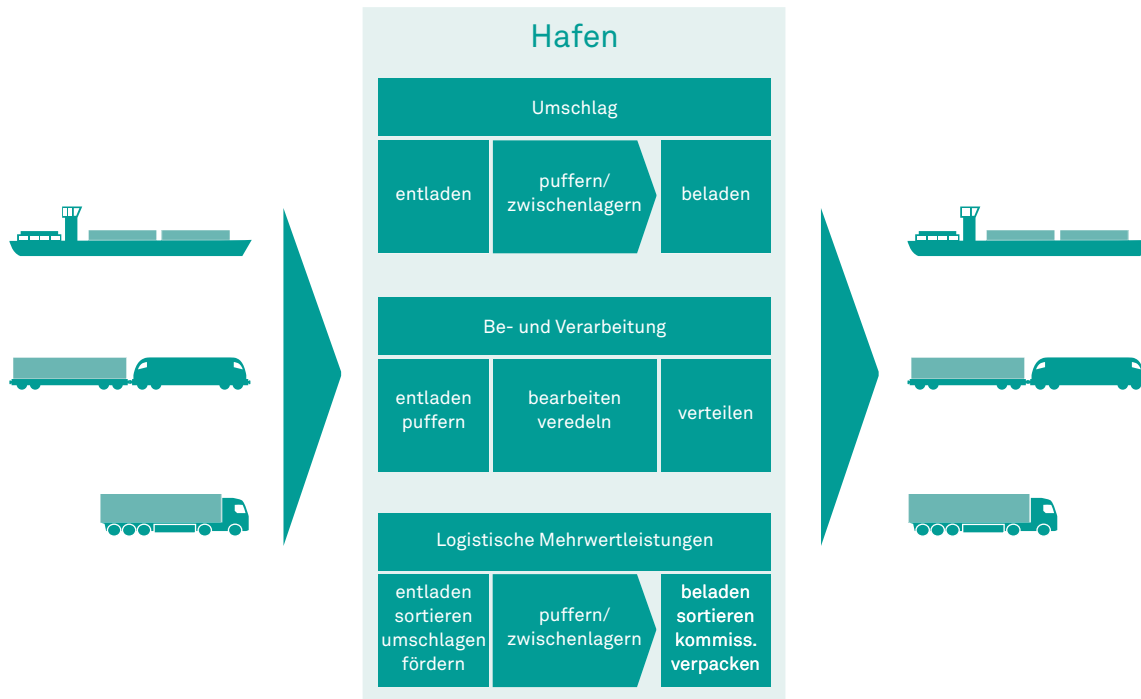 Hafen
Umschlag
entladen
puffern/
zwischenlagern
beladen
Be- und Verarbeitung
entladen
puffern
bearbeiten
veredeln
verteilen
Logistische Mehrwertleistungen
entladen
sortieren
umschlagen
fördern
puffern/
zwischenlagern
beladen
sortieren
kommiss.
verpacken